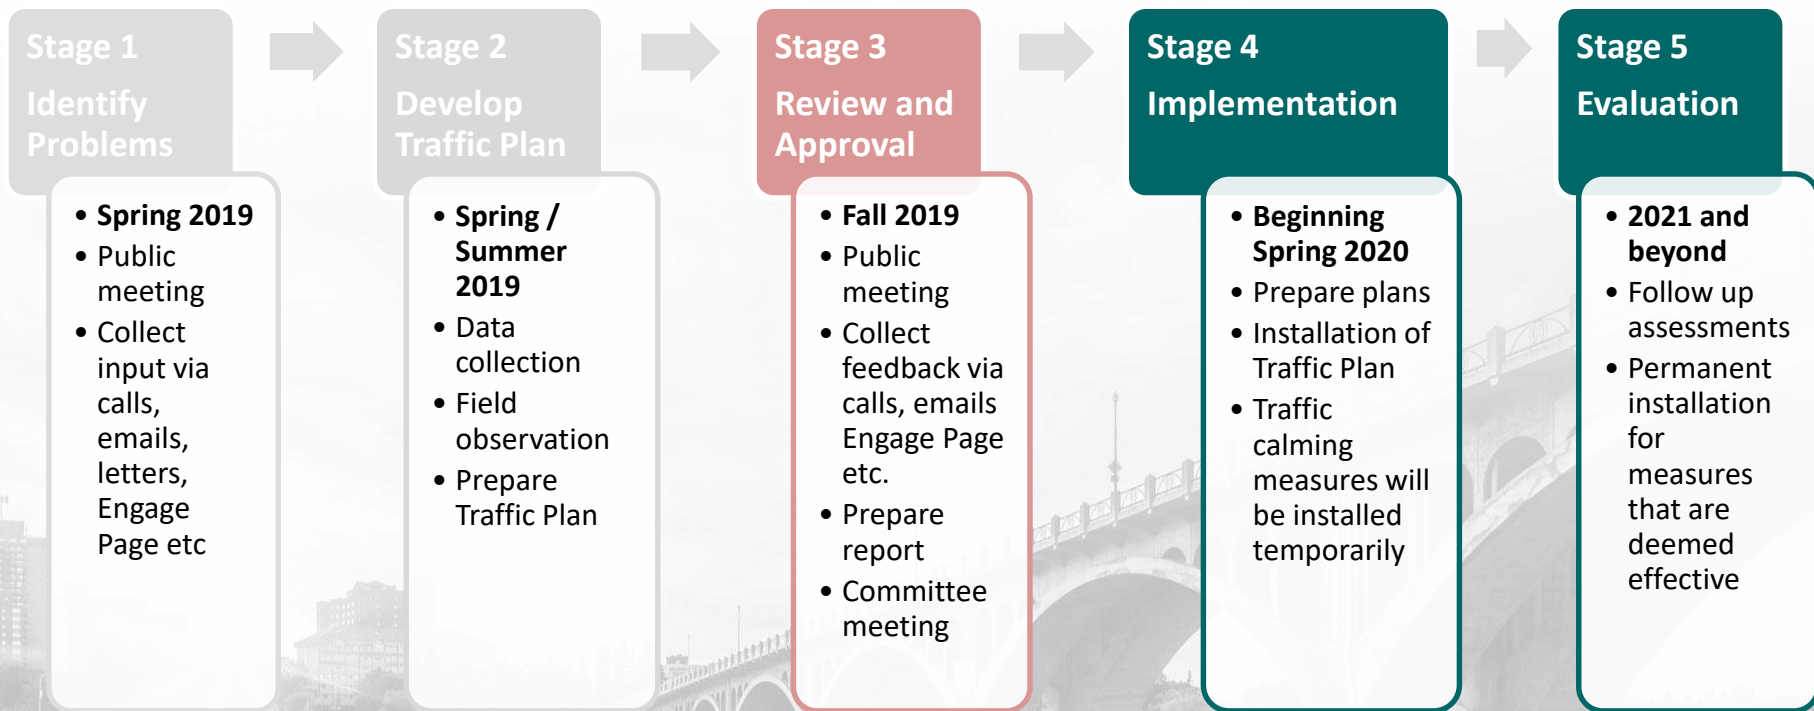 Stage 1
Identify
Problems
• Spring 2019
• Public
meeting
• Collect
input via
calls,
emails,
letters,
Engage
Page etc
Stage 2
Develop
Traffic Plan
• Spring /
Summer
2019
• Data
collection
• Field
observation
• Prepare
Traffic Plan
Stage 3
Review and
Approval
• Fall 2019
• Public
meeting
• Collect
feedback via
calls, emails
Engage Page
etc.
• Prepare
report
• Committee
meeting
Stage 4
Implementation
• Beginning
Spring 2020
• Prepare plans
• Installation of
Traffic Plan
• Traffic
calming
measures will
be installed
temporarily
Stage 5
Evaluation
• 2021 and
beyond
• Follow up
assessments
• Permanent
installation
for
measures
that are
deemed
effective